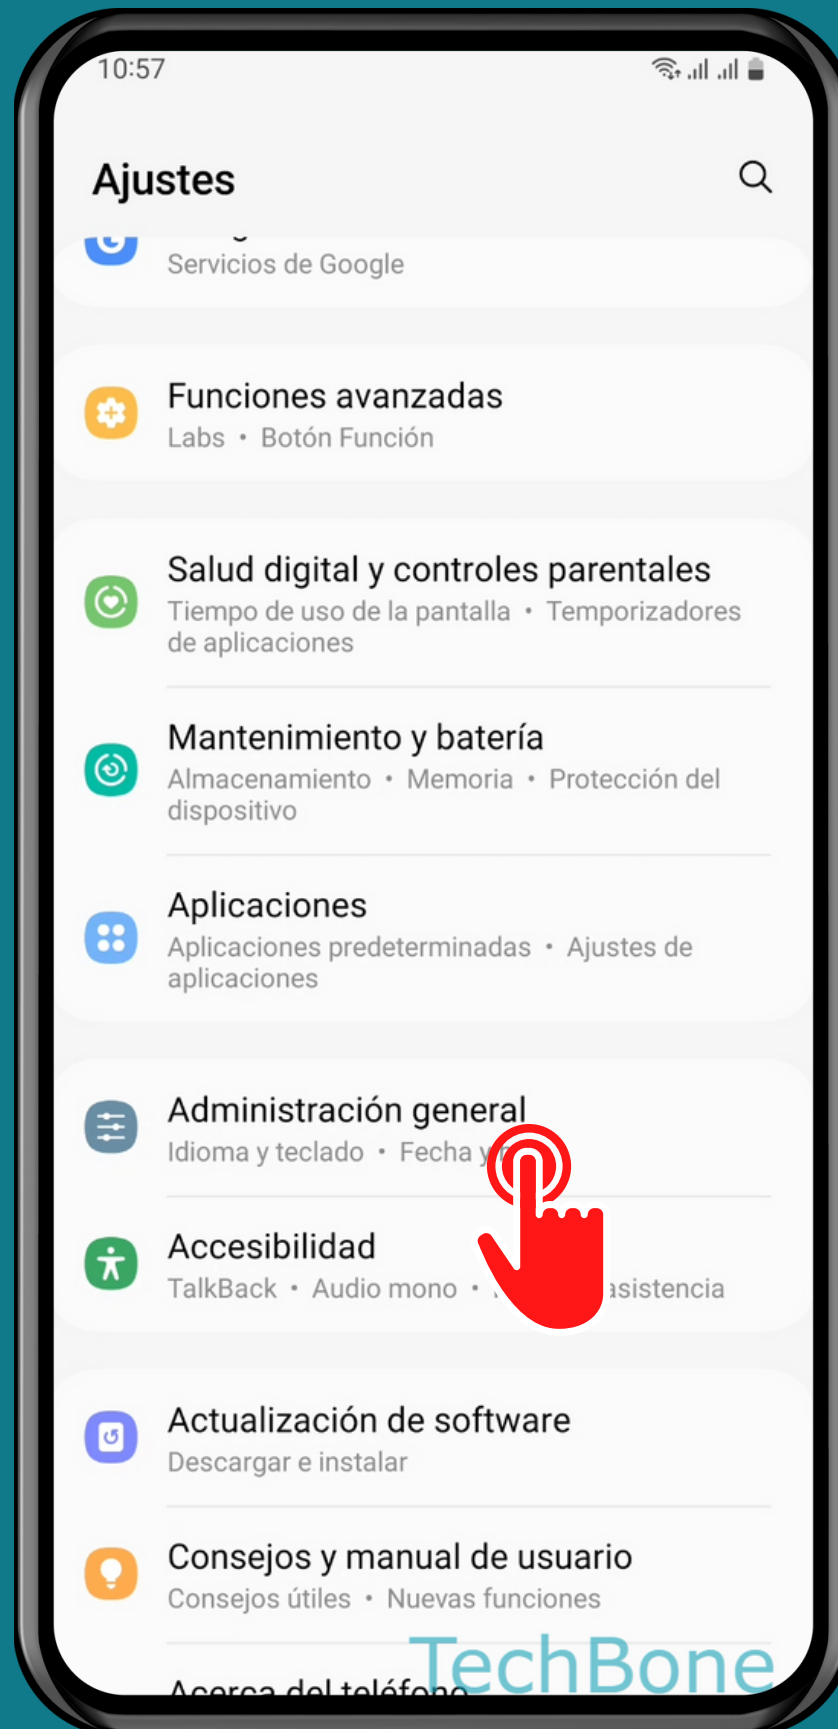 10:57
Ajustes
Servicios de Google
Funciones avanzadas
Labs • Botón Función
Salud digital y controles parentales
Tiempo de uso de la pantalla • Temporizadores
de aplicaciones
Mantenimiento y batería
Almacenamiento • Memoria • Protección del
dispositivo
Aplicaciones
Aplicaciones predeterminadas • Ajustes de
aplicaciones
Administración general
Idioma y teclado • Fecha y
Accesibilidad
TalkBack • Audio mono • asistencia
Actualización de software
Descargar e instalar
Consejos y manual de usuario
Consejos útiles • Nuevas funciones
Acerca del teléfono
TechBone